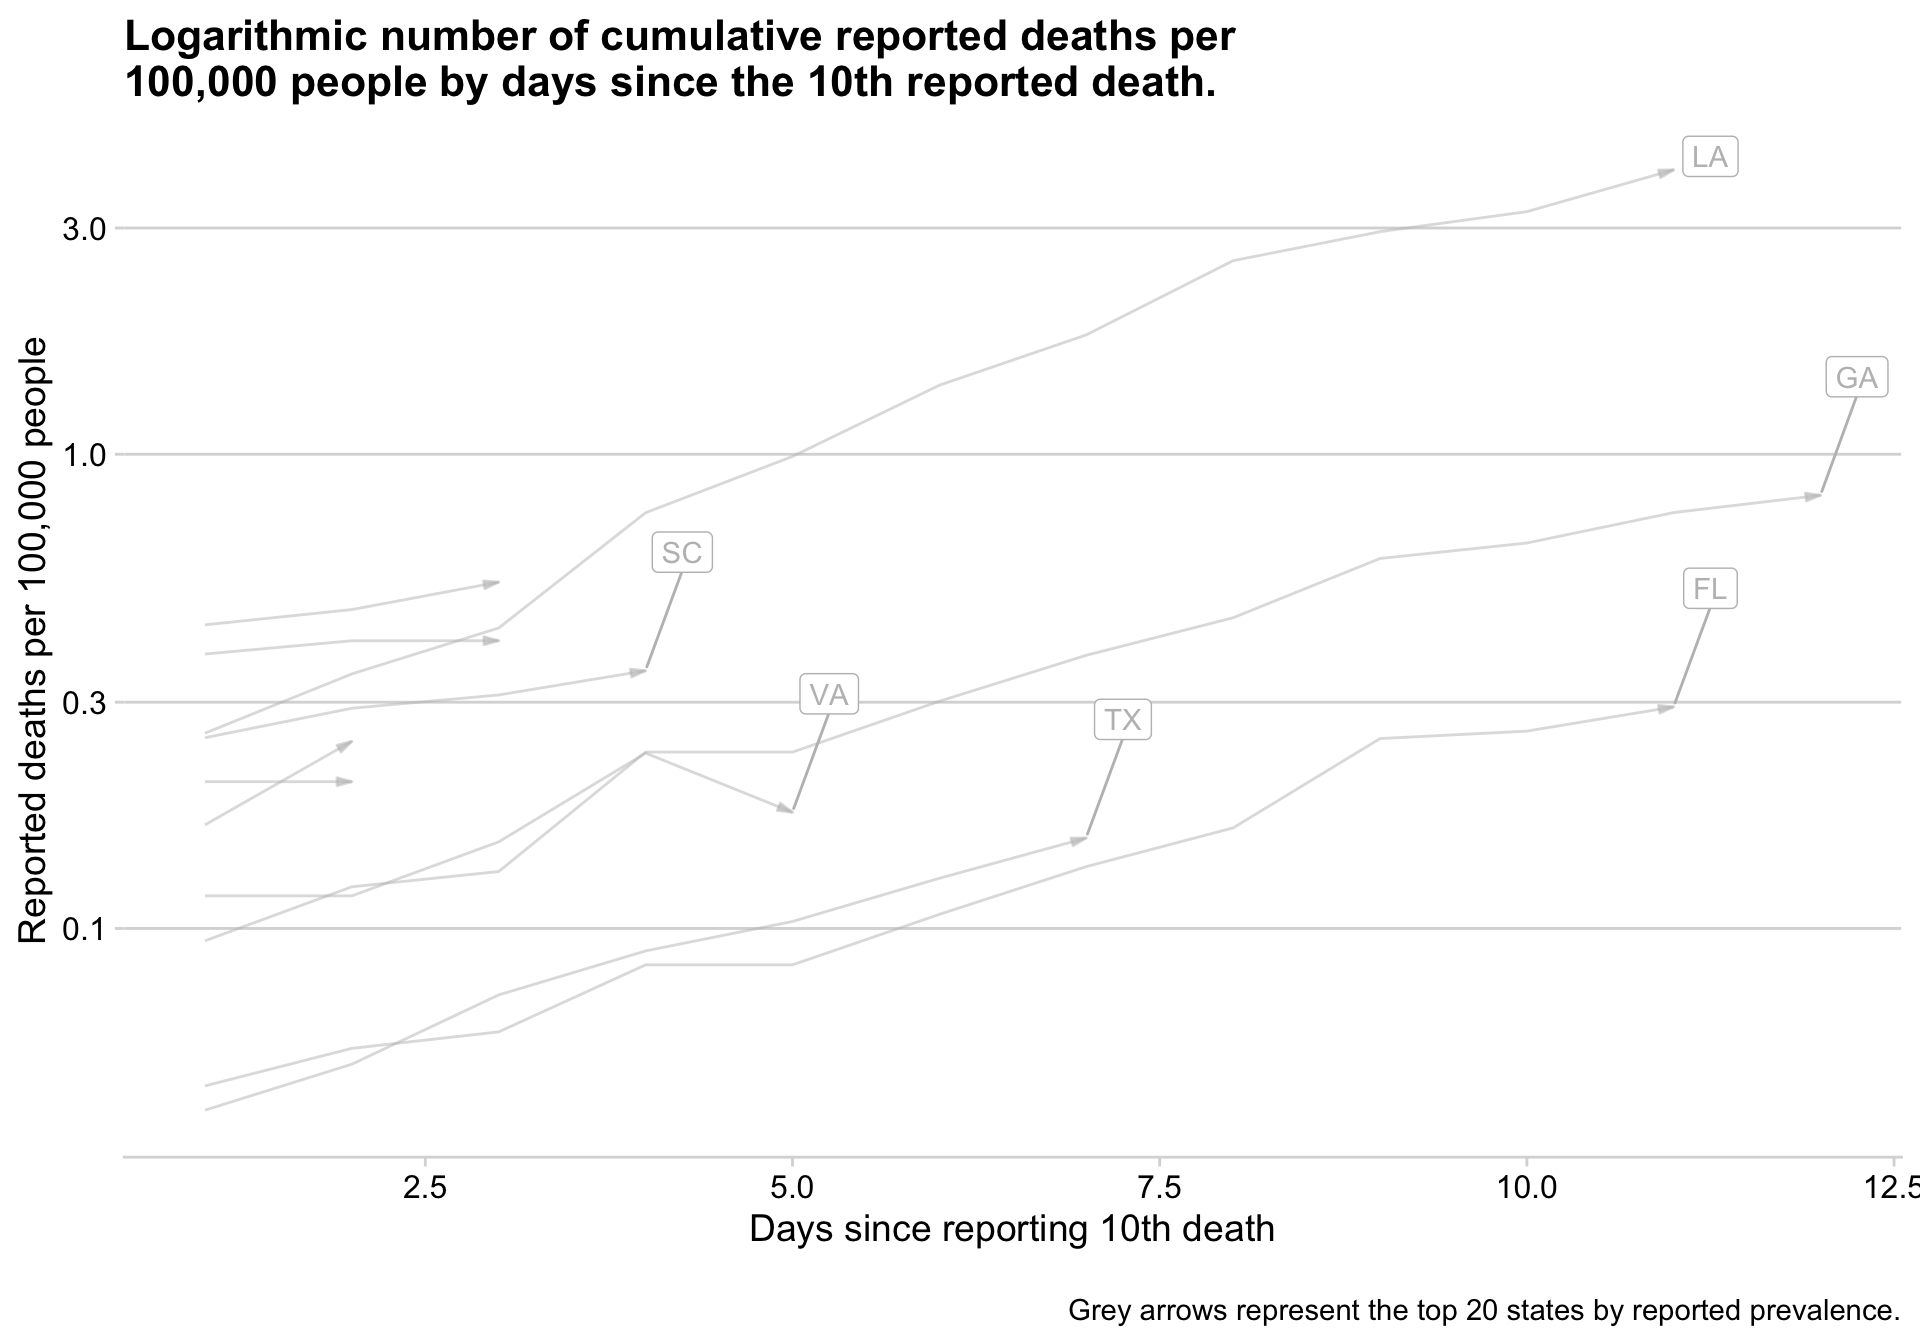 Logarithmic number of cumulative reported deaths per
100,000 people by days since the 10th reported death.
LA
3.0
GA
1.0
SC
FL
VA
0.3
TX
0.1
Reported deaths per 100,000 people
2.5 5.0 7.5 10.0 12.5
Days since reporting 10th death
Grey arrows represent the top 20 states by reported prevalence.